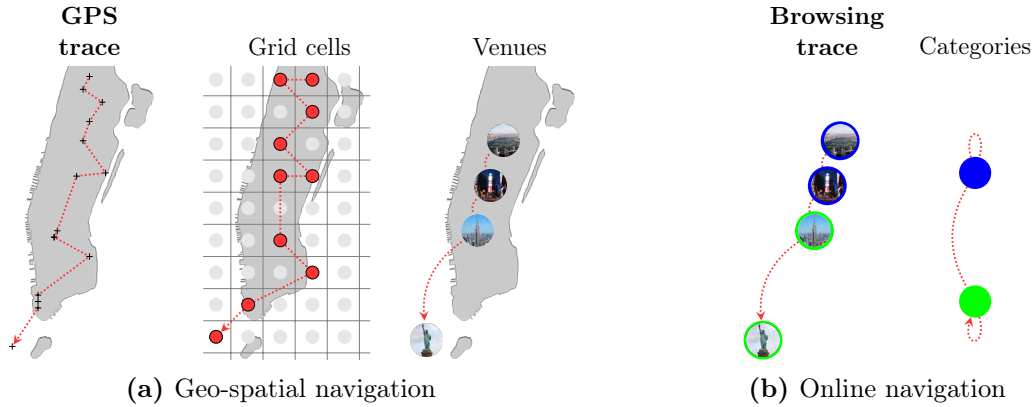 GPS
trace
Grid cells
Venues
Browsing
trace
Categories
(a) Geo-spatial navigation
(b) Online navigation